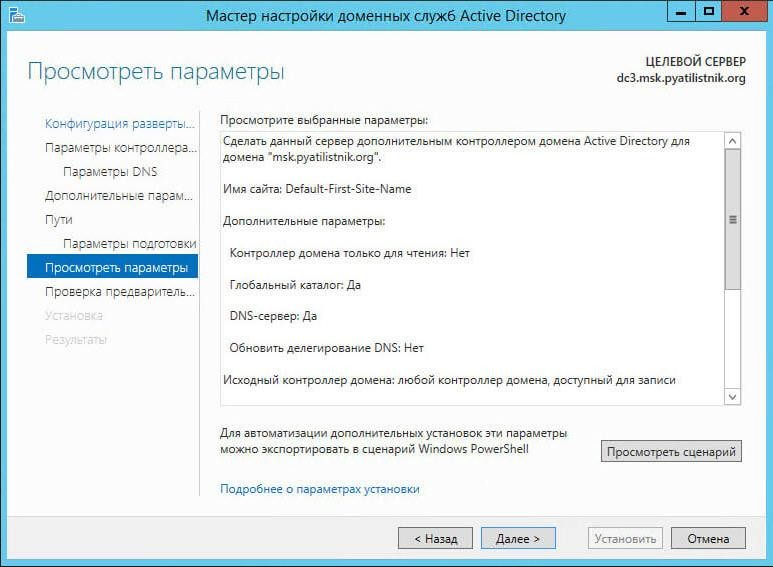 Мастер настройки доменных служб Active Directory
Просмотреть параметры
ЦЕЛЕВОЙ СЕРВЕР
dc3.msk.pyatilistnik.org
Конфигурация разверты...
Параметры контроллера...
Параметры DNS
Дополнительные парам...
Пути
Параметры подготовки
Просмотреть параметры
Проверка предваритель...
Установка
Результаты
Просмотрите выбранные параметры:
Сделать данный сервер дополнительным контроллером домена Active Directory для
домена "msk.pyatilistnik.org".
Имя сайта: Default-First-Site-Name
Дополнительные параметры:
Контроллер домена только для чтения: Нет
Глобальный каталог: Да
DNS-сервер: Да
Обновить делегирование DNS: Нет
Исходный контроллер домена: любой контроллер домена, доступный для записи
Для автоматизации дополнительных установок эти параметры
можно экспортировать в сценарий Windows PowerShell
Просмотреть сценарий
Подробнее о параметрах установки
< Назад
Далее >
Установить
Отмена